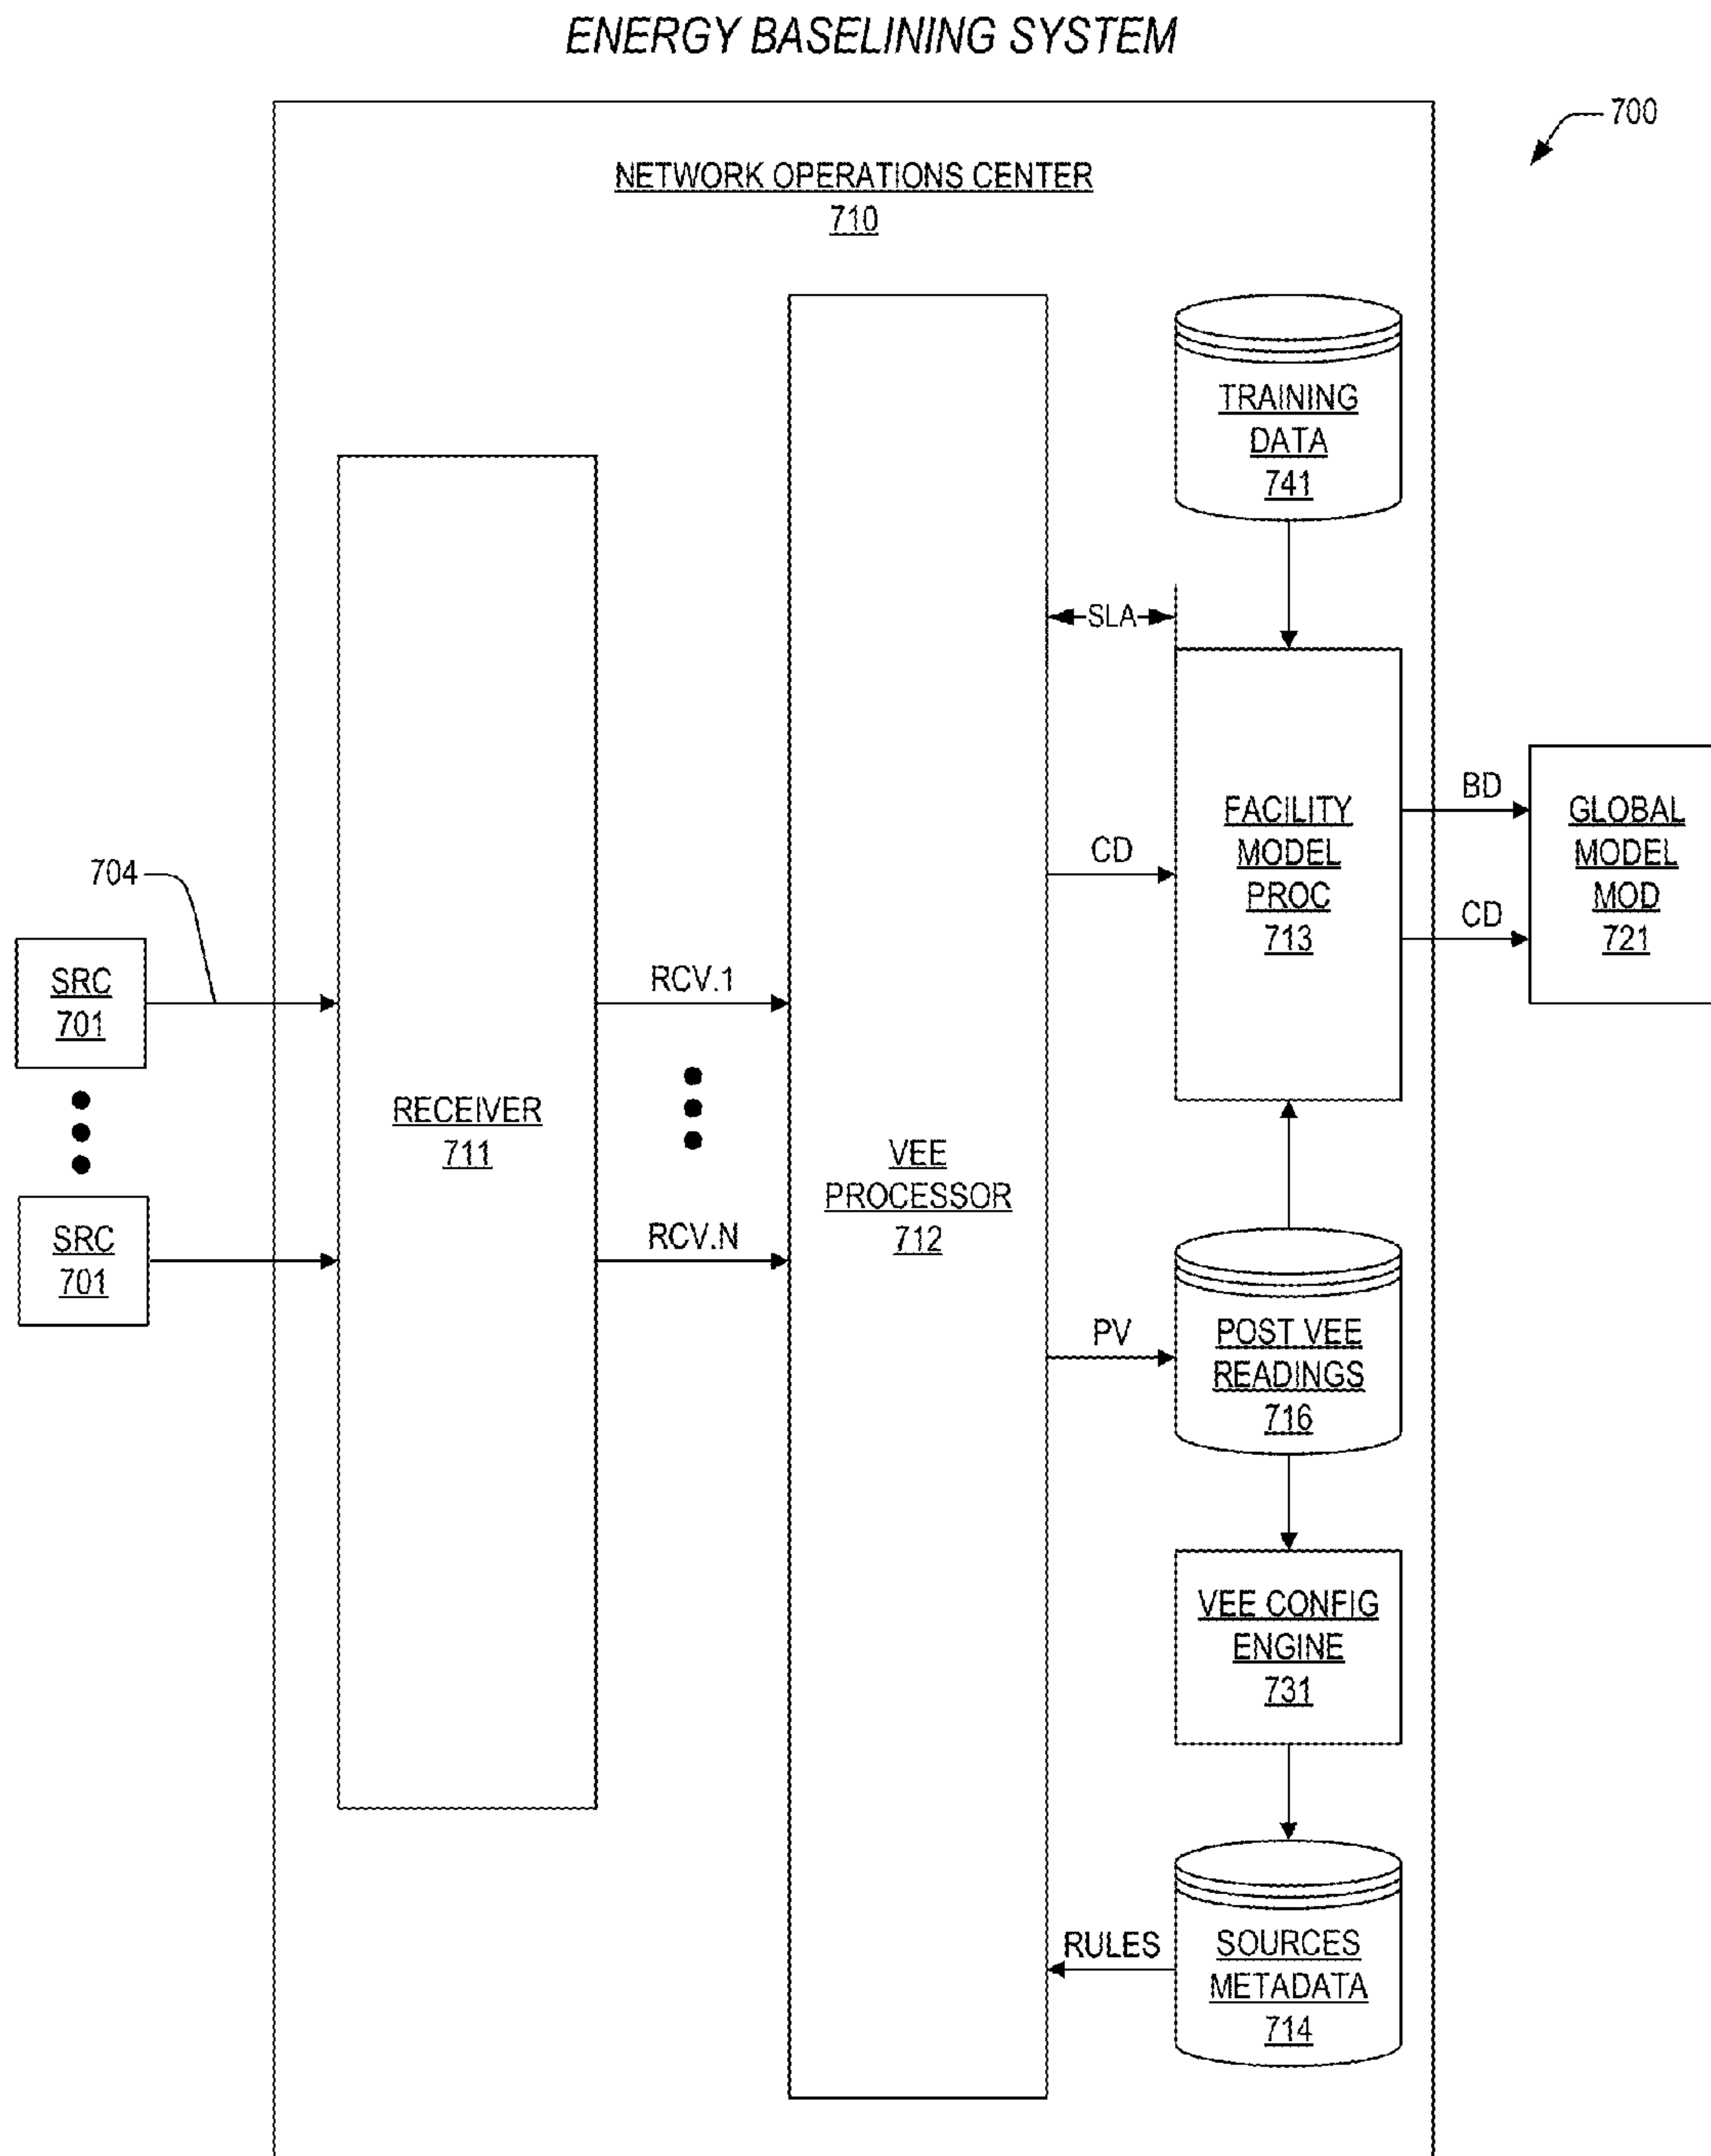 ENERGY BASELINING SYSTEM
700
NETWORK OPERATIONS CENTER
710
TRAINING
DATA
741
SLA
FACILITY
MODEL
PROC
713
BD
CD
GLOBAL
MODEL
MOD
721
CD
704
SRC
701
SRC
701
RECEIVER
711
RCV.1
RCV.N
VEE
PROCESSOR
712
PV
POST VEE
READINGS
716
VEE CONFIG
ENGINE
731
RULES
SOURCES
METADATA
714